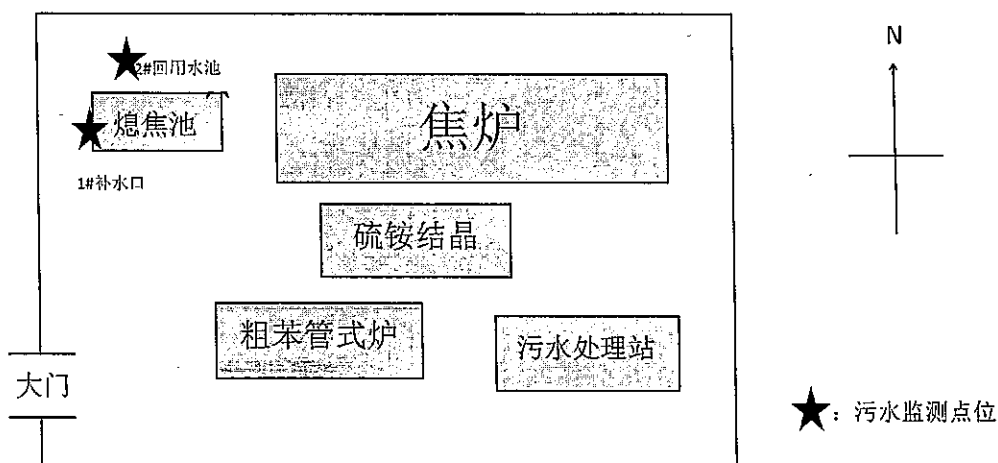 N
2#回用水池
熄焦池
焦炉
1#补水口
硫铵结晶
粗苯管式炉
污水处理站
大门
★：污水监测点位